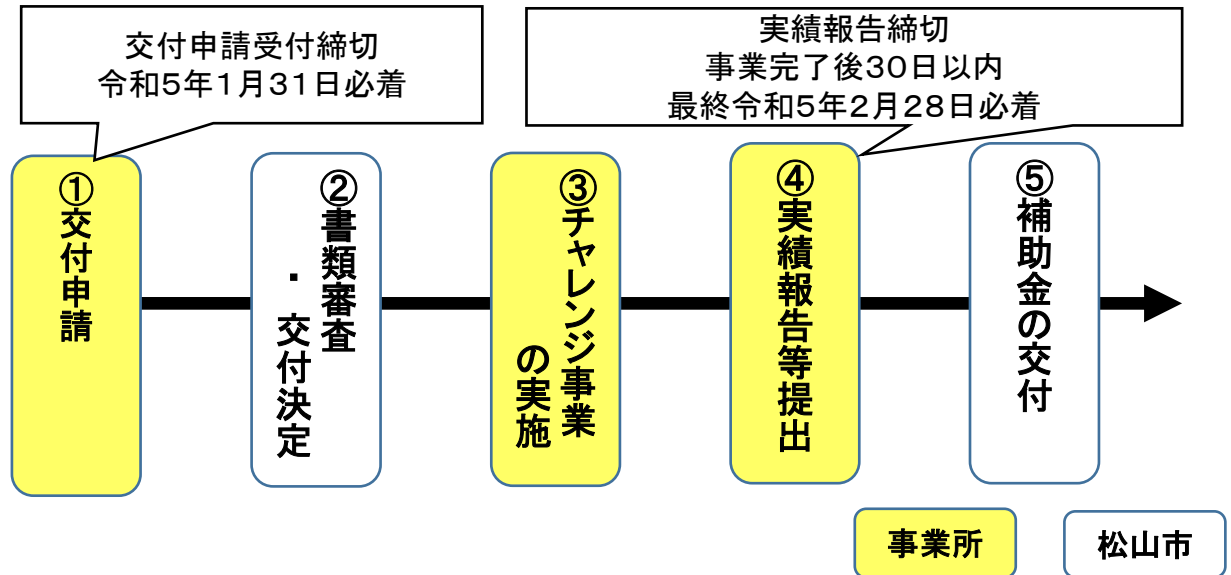 交付申請受付締切
令和5年1月31日必着
実績報告締切
事業完了後30日以内
最終令和5年2月28日必着
①交付申請
②書類審査
・交付決定
③チャレンジ事業
の実施
④実績報告等提出
⑤補助金の交付
事業所
松山市